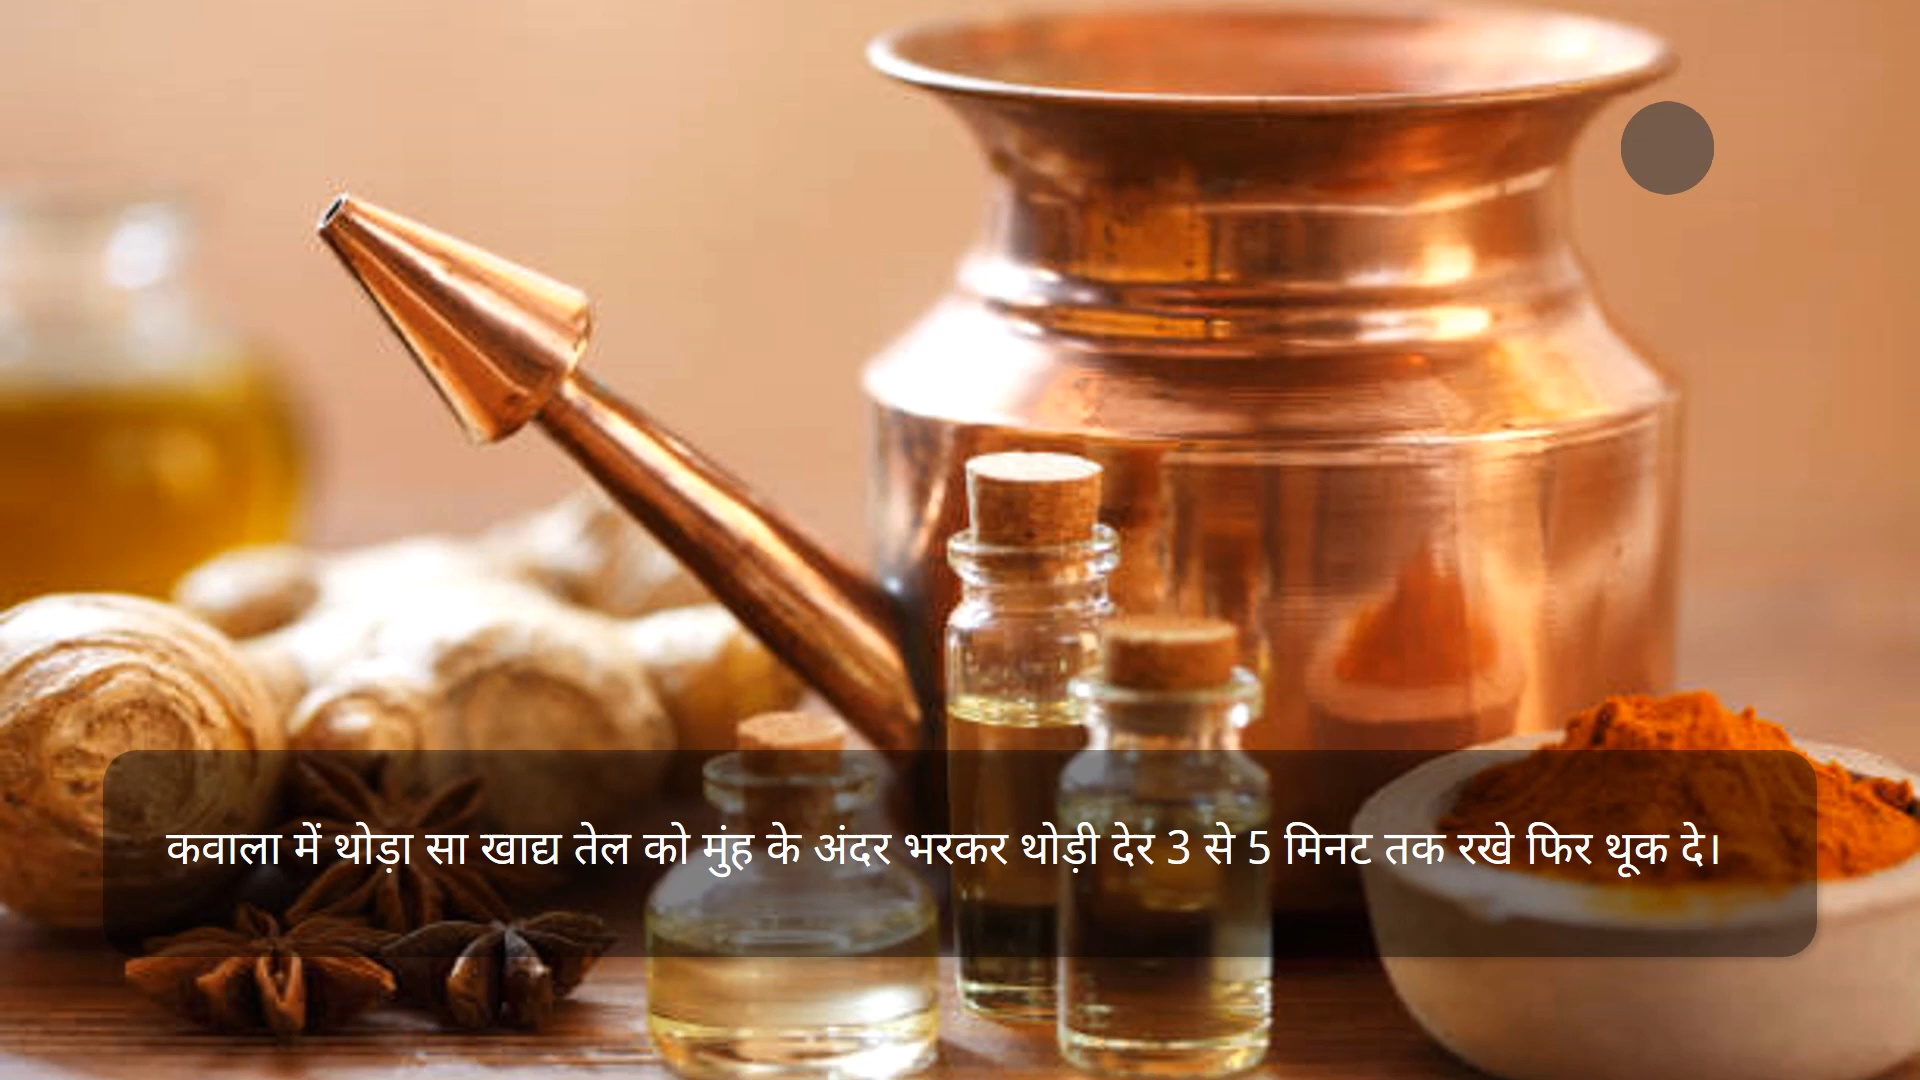 कवाला में थोड़ा सा खाद्य तेल को मुंह के अंदर भरकर थोड़ी देर 3 से 5 मिनट तक रखे फिर थूक दे।